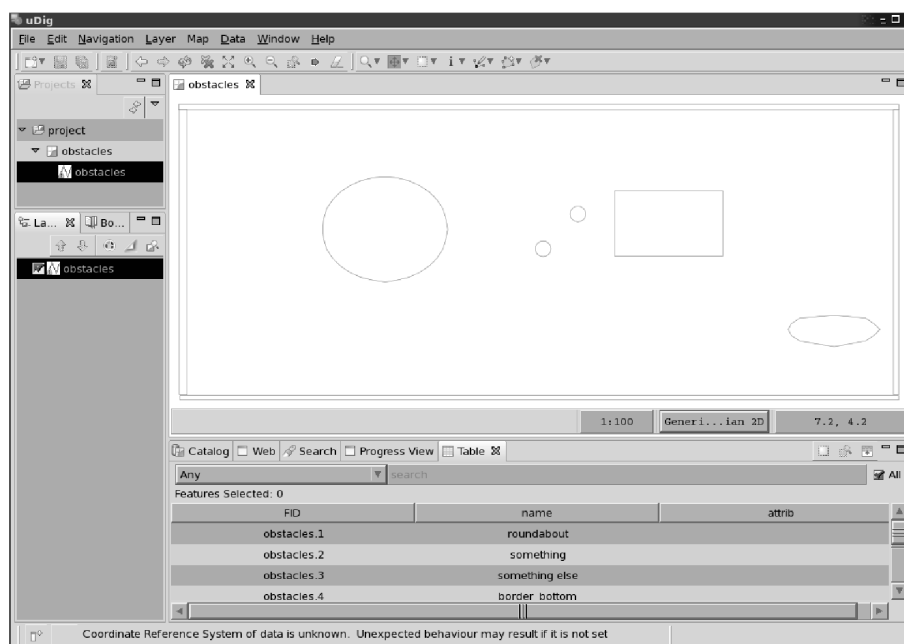 uDig
File Edit Navigation Layer Map Data Window Help
Projects
obstacles
project
obstacles
obstacles
La... Bo...
obstacles
1:100 Generi...ian 2D 7.2, 4.2
Catalog Web Search Progress View Table
Any search All
Features Selected: 0
FID name attrib
obstacles.1 roundabout
obstacles.2 something
obstacles.3 something else
obstacles.4 border_bottom
Coordinate Reference System of data is unknown. Unexpected behaviour may result if it is not set